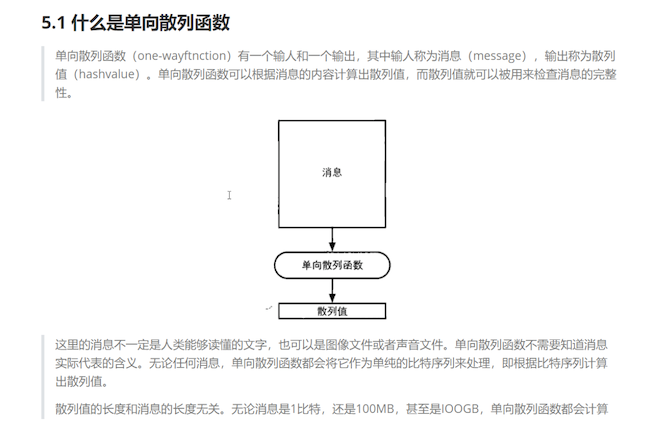 5.1 什么是单向散列函数
单向散列函数（one-wayftnction）有一个输人和一个输出，其中输人称为消息（message），输出称为散列
值（hashvalue）。单向散列函数可以根据消息的内容计算出散列值，而散列值就可以被用来检查消息的完整
性。
消息
单向散列函数
散列值
这里的消息不一定是人类能够读懂的文字，也可以是图像文件或者声音文件。单向散列函数不需要知道消息
实际代表的含义。无论任何消息，单向散列函数都会将它作为单纯的比特序列来处理，即根据比特序列计算
出散列值。
散列值的长度和消息的长度无关。无论消息是1比特，还是100MB，甚至是IOOGB，单向散列函数都会计算